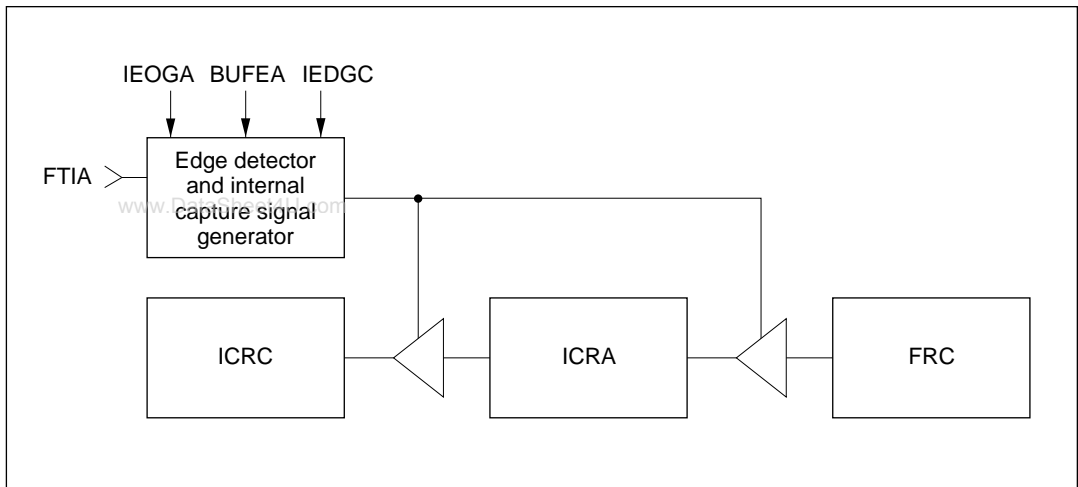 IEOGA BUFEA IEDGC
FTIA
Edge detector
and internal
www.DataSheet4U.com
capture signal
generator
ICRC
ICRA
FRC